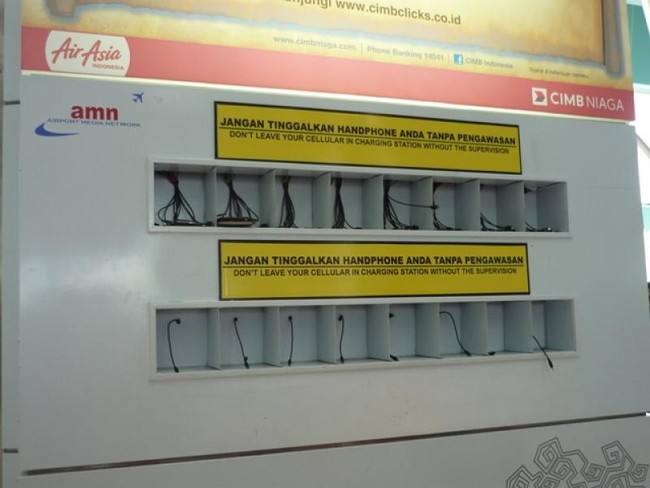 www.cimbclicks.co.id
www.cimbniaga.com | Phone Banking 14041 | f CIMB Indonesia
AirAsia
INDONESIA
CIMB NIAGA
amn
AIRPORT MEDIA NETWORK
JANGAN TINGGALKAN HANDPHONE ANDA TANPA PENGAWASAN
DON'T LEAVE YOUR CELLULAR IN CHARGING STATION WITHOUT THE SUPERVISION
JANGAN TINGGALKAN HANDPHONE ANDA TANPA PENGAWASAN
DON'T LEAVE YOUR CELLULAR IN CHARGING STATION WITHOUT THE SUPERVISION